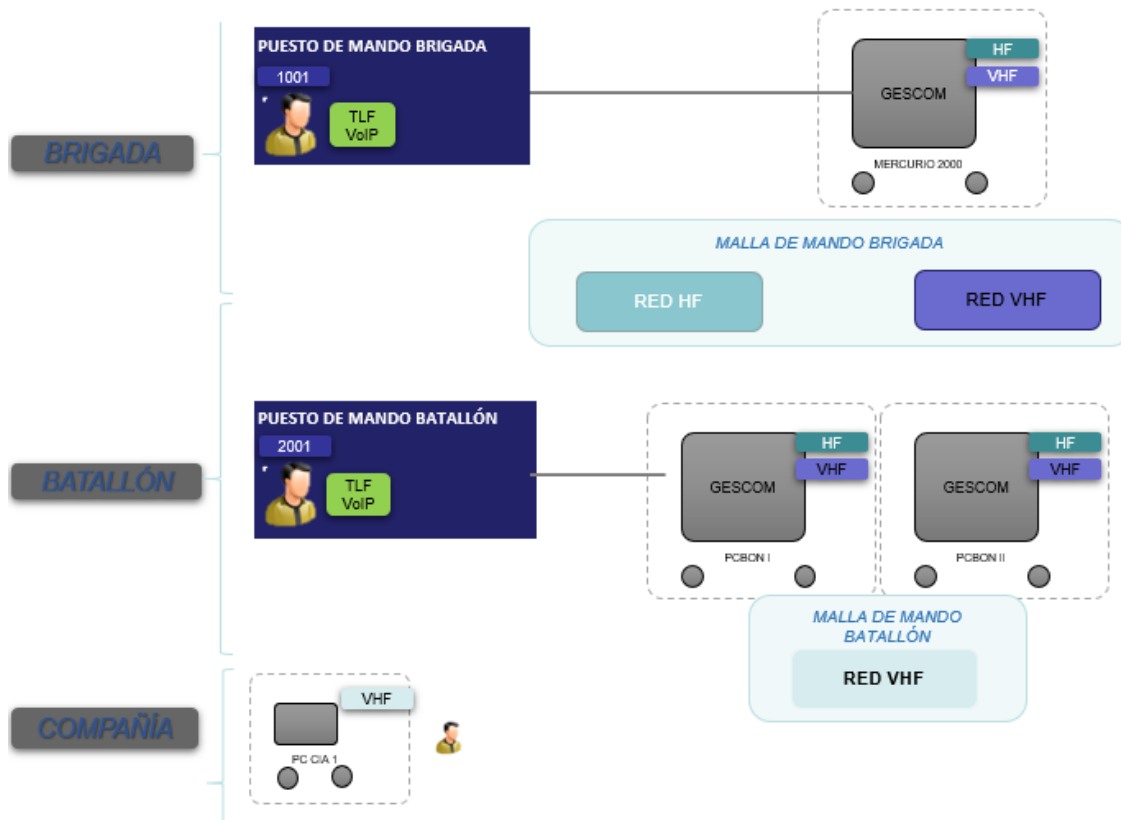 BRIGADA
PUESTO DE MANDO BRIGADA
1001
TLF
VoIP
GESCOM
HF
VHF
MERCURIO 2000
MALLA DE MANDO BRIGADA
RED HF
RED VHF
BATALLÓN
PUESTO DE MANDO BATALLÓN
2001
TLF
VoIP
GESCOM
HF
VHF
PCBON I
GESCOM
HF
VHF
PCBON II
MALLA DE MANDO
BATALLÓN
RED VHF
COMPAÑÍA
VHF
PC CIA 1